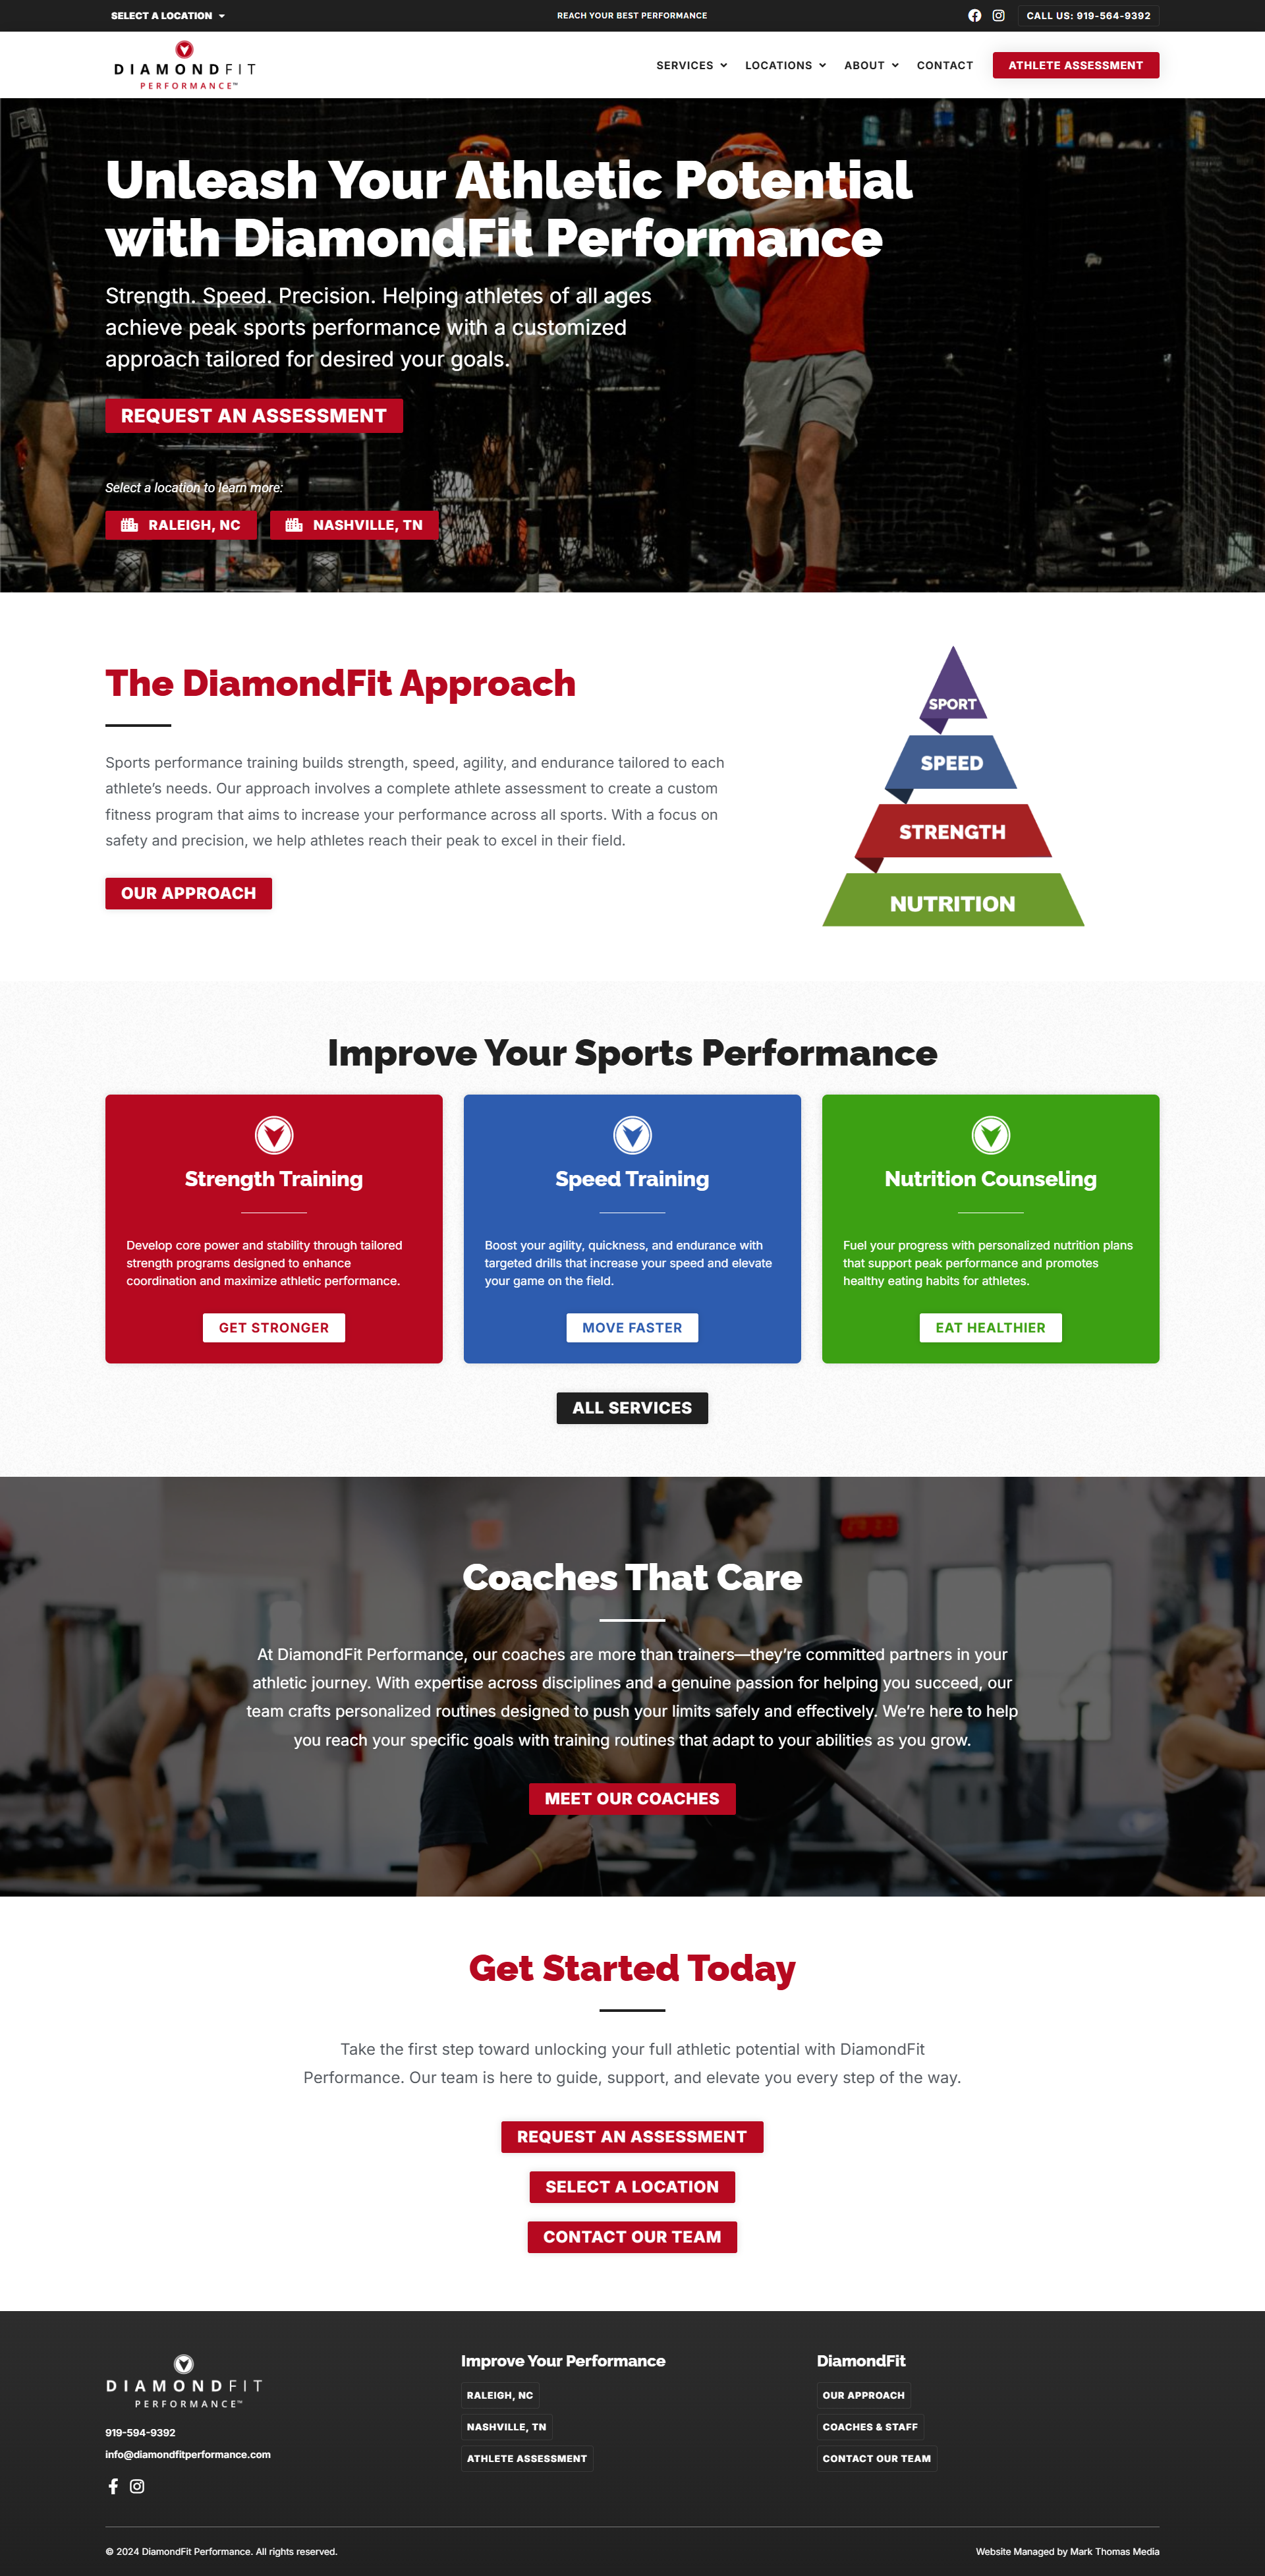 SELECT A LOCATION
REACH YOUR BEST PERFORMANCE
CALL US: 919-564-9392
DIAMONDFIT
PERFORMANCE™
SERVICES
LOCATIONS
ABOUT
CONTACT
ATHLETE ASSESSMENT
Unleash Your Athletic Potential
with DiamondFit Performance
Strength. Speed. Precision. Helping athletes of all ages
achieve peak sports performance with a customized
approach tailored for desired your goals.
REQUEST AN ASSESSMENT
Select a location to learn more:
RALEIGH, NC
NASHVILLE, TN
The DiamondFit Approach
Sports performance training builds strength, speed, agility, and endurance tailored to each
athlete’s needs. Our approach involves a complete athlete assessment to create a custom
fitness program that aims to increase your performance across all sports. With a focus on
safety and precision, we help athletes reach their peak to excel in their field.
OUR APPROACH
SPORT
SPEED
STRENGTH
NUTRITION
Improve Your Sports Performance
Strength Training
Develop core power and stability through tailored
strength programs designed to enhance
coordination and maximize athletic performance.
GET STRONGER
Speed Training
Boost your agility, quickness, and endurance with
targeted drills that increase your speed and elevate
your game on the field.
MOVE FASTER
Nutrition Counseling
Fuel your progress with personalized nutrition plans
that support peak performance and promotes
healthy eating habits for athletes.
EAT HEALTHIER
ALL SERVICES
Coaches That Care
At DiamondFit Performance, our coaches are more than trainers—they’re committed partners in your
athletic journey. With expertise across disciplines and a genuine passion for helping you succeed, our
team crafts personalized routines designed to push your limits safely and effectively. We’re here to help
you reach your specific goals with training routines that adapt to your abilities as you grow.
MEET OUR COACHES
Get Started Today
Take the first step toward unlocking your full athletic potential with DiamondFit
Performance. Our team is here to guide, support, and elevate you every step of the way.
REQUEST AN ASSESSMENT
SELECT A LOCATION
CONTACT OUR TEAM
DIAMONDFIT
PERFORMANCE™
919-594-9392
info@diamondfitperformance.com
Improve Your Performance
RALEIGH, NC
NASHVILLE, TN
ATHLETE ASSESSMENT
DiamondFit
OUR APPROACH
COACHES & STAFF
CONTACT OUR TEAM
© 2024 DiamondFit Performance. All rights reserved.
Website Managed by Mark Thomas Media